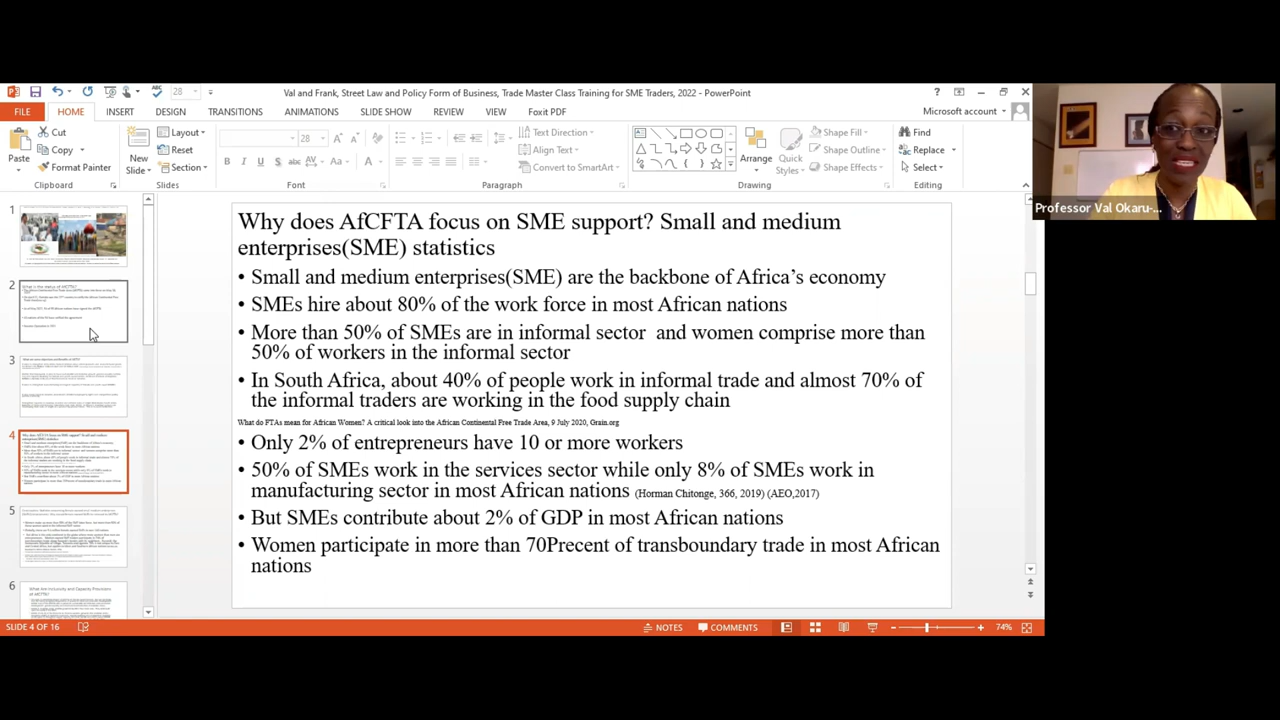 Val and Frank, Street Law and Policy Form of Business, Trade Master Class Training for SME Traders, 2022 - PowerPoint
FILE HOME INSERT DESIGN TRANSITIONS ANIMATIONS SLIDE SHOW REVIEW VIEW Foxit PDF Microsoft account
Paste
Cut
Copy
Format Painter
Clipboard
New
Slide
Layout
Reset
Section
Slides
28
Font
Text Direction
Align Text
Convert to SmartArt
Paragraph
Arrange
Quick
Styles
Shape Fill
Shape Outline
Shape Effects
Drawing
Find
Replace
Select
Editing
Professor Val Okaru-...
1
2
3
4
5
6
Why does AfCFTA focus on SME support? Small and medium
enterprises(SME) statistics
• Small and medium enterprises(SME) are the backbone of Africa's economy
• SMEs hire about 80% of the work force in most African nations
• More than 50% of SMEs are in informal sector and women comprise more than
50% of workers in the informal sector
• In South Africa, about 40% of people work in informal trade and almost 70% of
the informal traders are working in the food supply chain
What do FTAs mean for African Women? A critical look into the African Continental Free Trade Area, 9 July 2020, Grain.org
• Only
% of entrepreneurs hire 10 or more workers
• 50% of SMEs work in the services sector while only 8% of SMEs work in
manufacturing sector in most African nations (Horman Chitonge, 366, 2019) (AEO,2017)
• But SMEs contribute about
% of GDP in most African nations
• Women participate in more than
percent of transboundary trade in most African
nations
SLIDE 4 OF 16
NOTES COMMENTS 74%